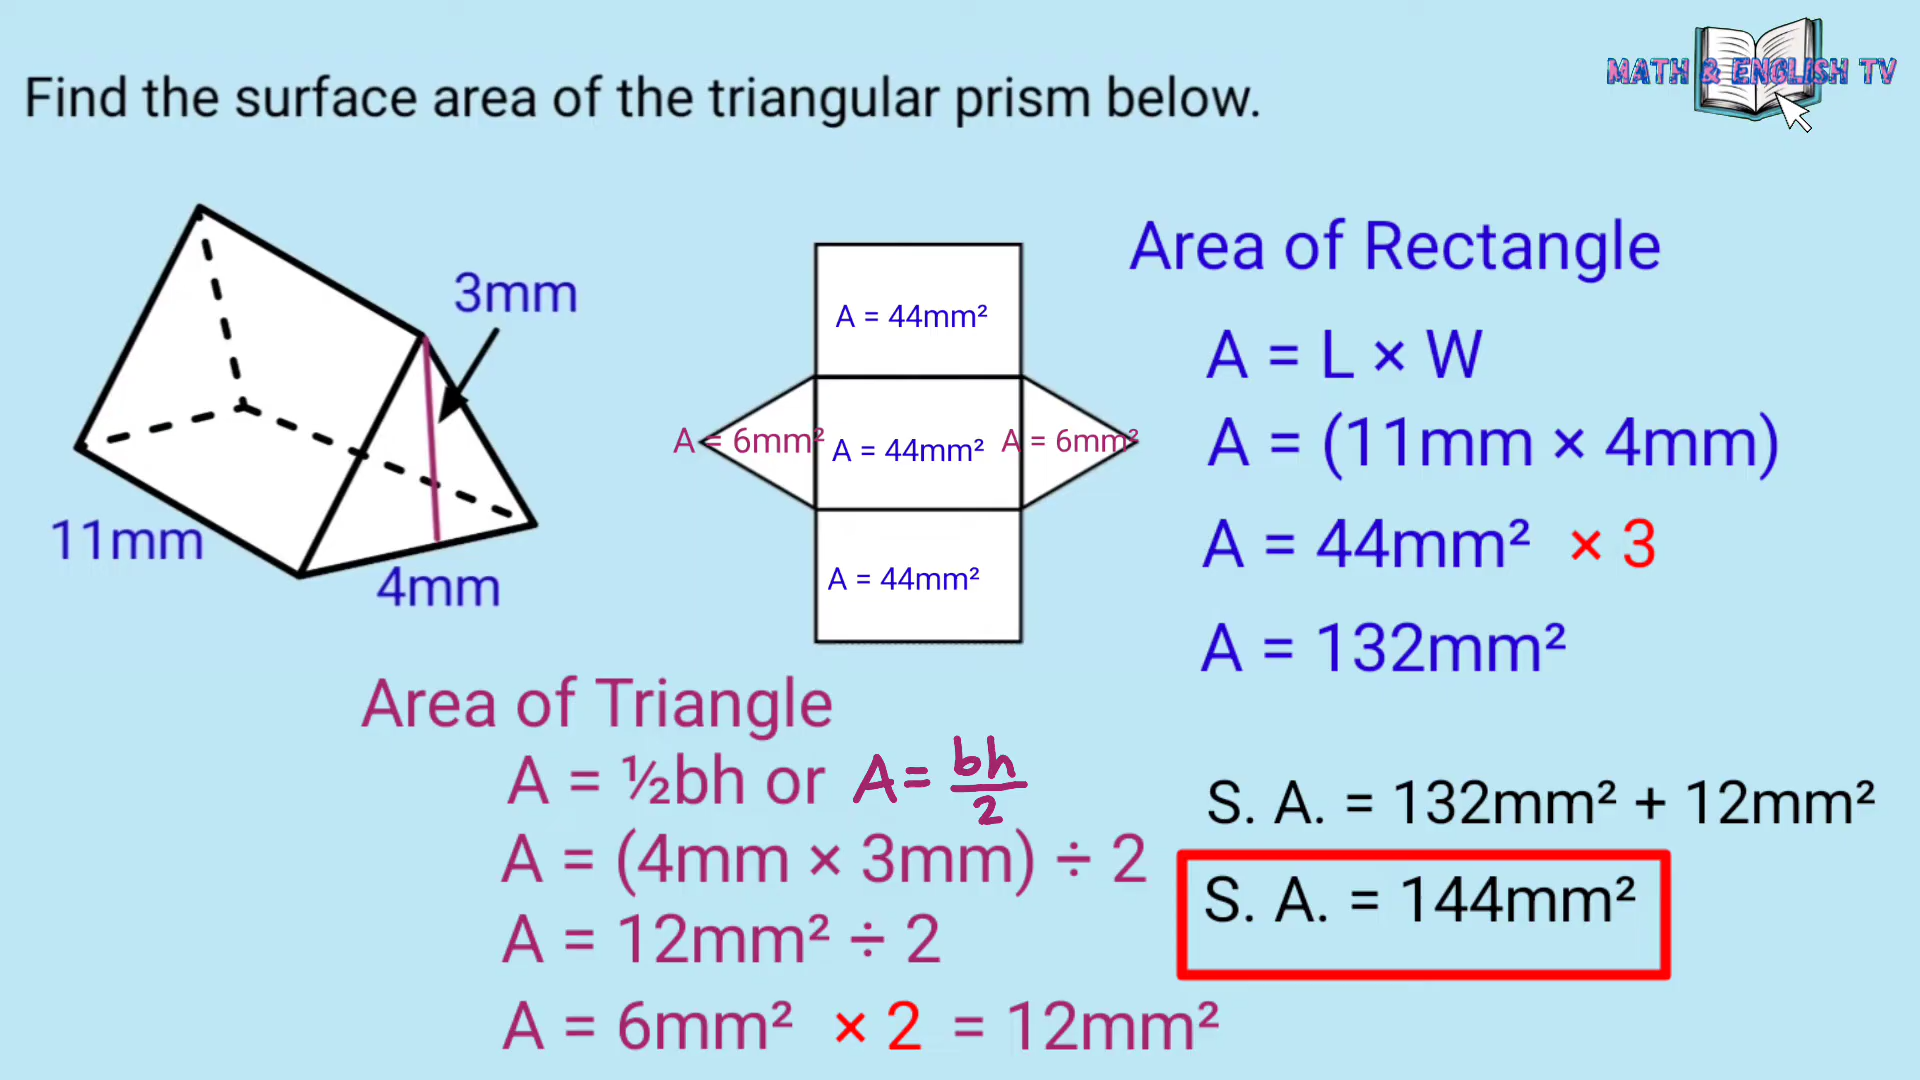 MATH & ENGLISH TV
Find the surface area of the triangular prism below.
3mm
11mm
4mm
A = 44mm²
A = 6mm²
A = 44mm²
A = 6mm²
A = 44mm²
Area of Rectangle
A = L × W
A = (11mm × 4mm)
A = 44mm² × 3
A = 132mm²
Area of Triangle
A = ½bh or A = bh/2
A = (4mm × 3mm) ÷ 2
A = 12mm² ÷ 2
A = 6mm² × 2 = 12mm²
S. A. = 132mm² + 12mm²
S. A. = 144mm²